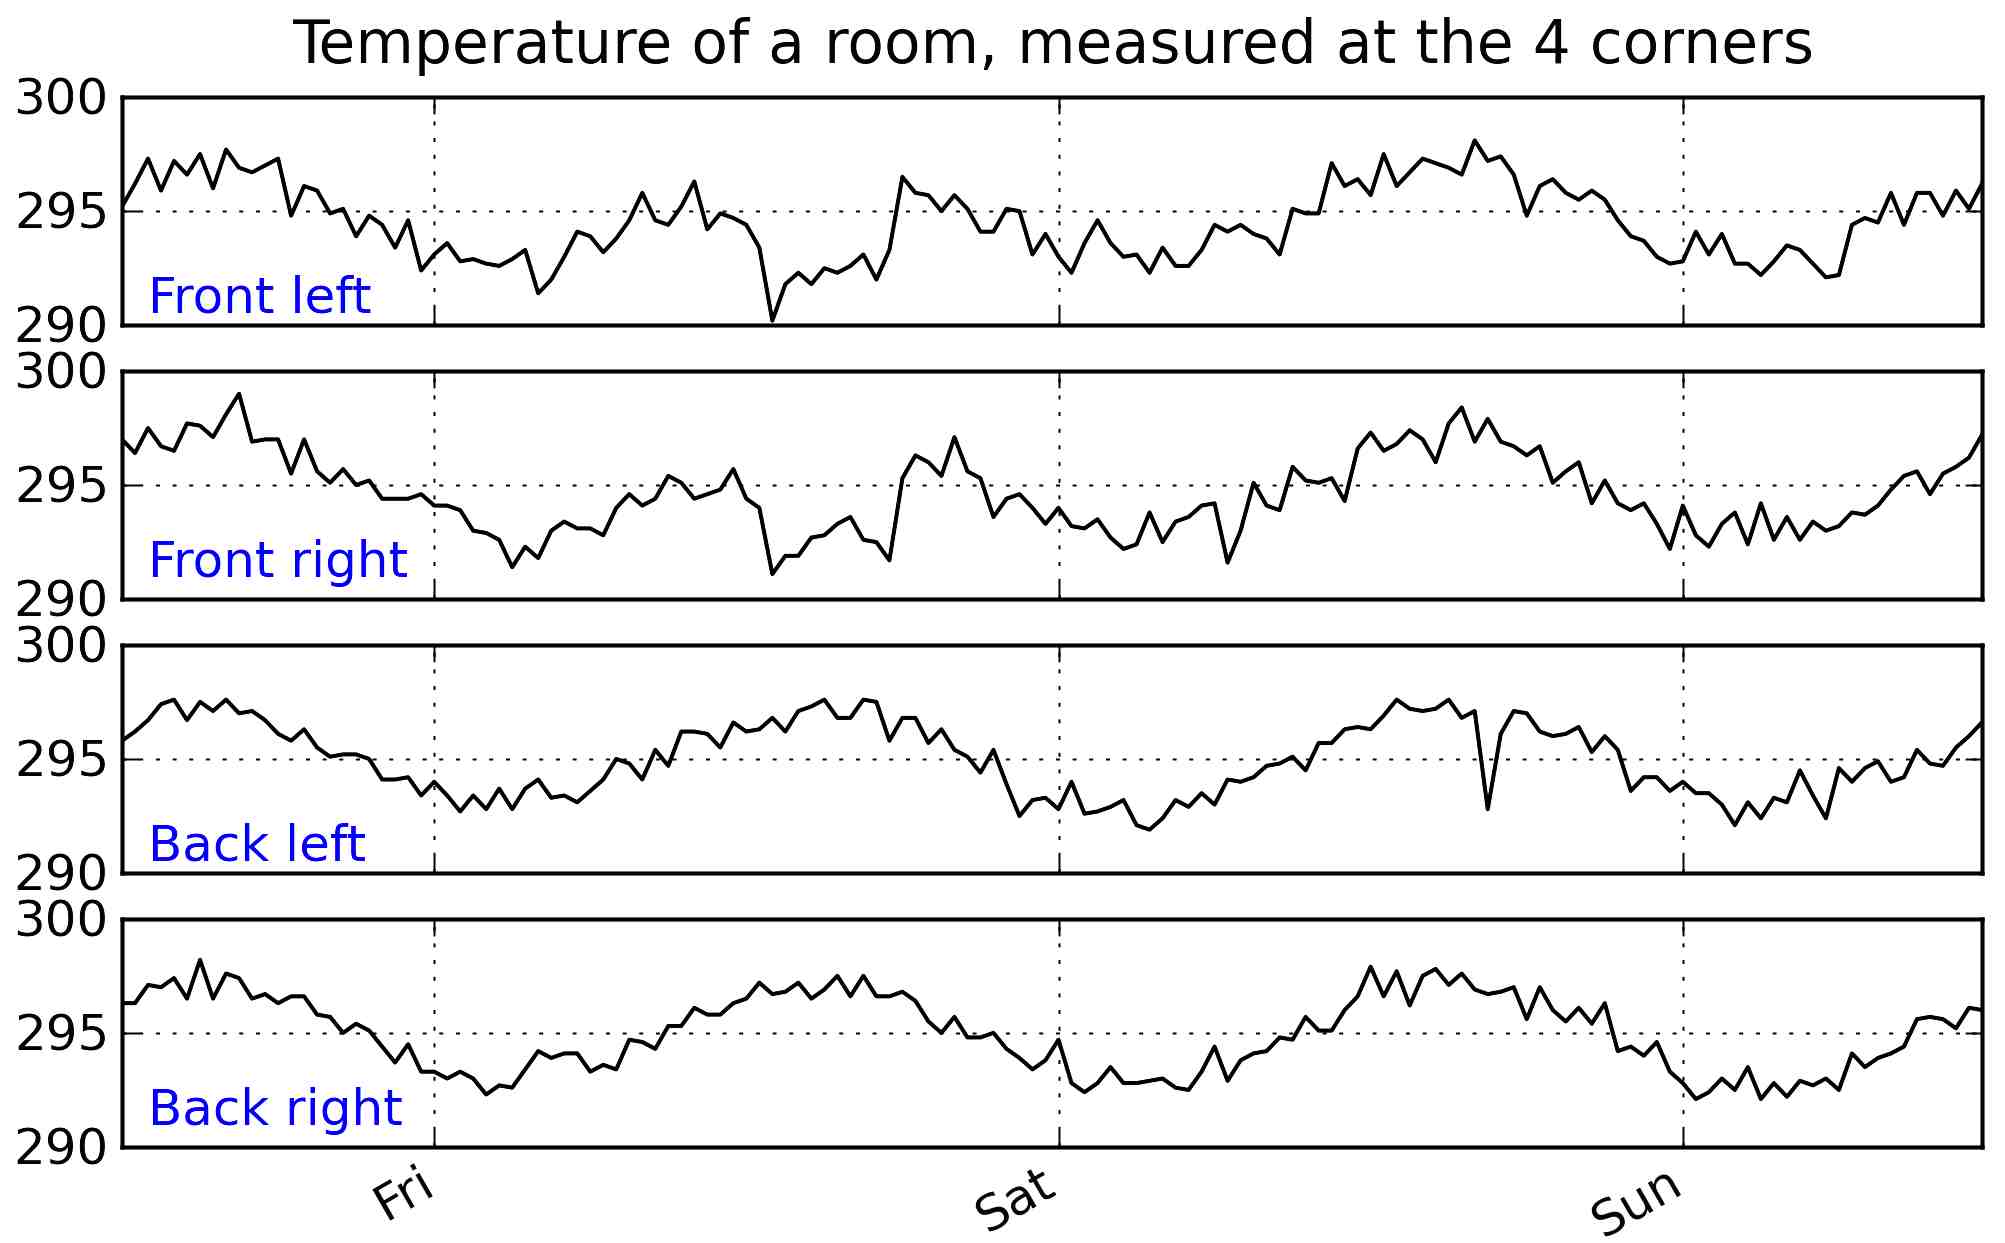 Temperature of a room, measured at the 4 corners
300
295
290
Front left
300
295
290
Front right
300
295
290
Back left
300
295
290
Back right
Fri Sat Sun